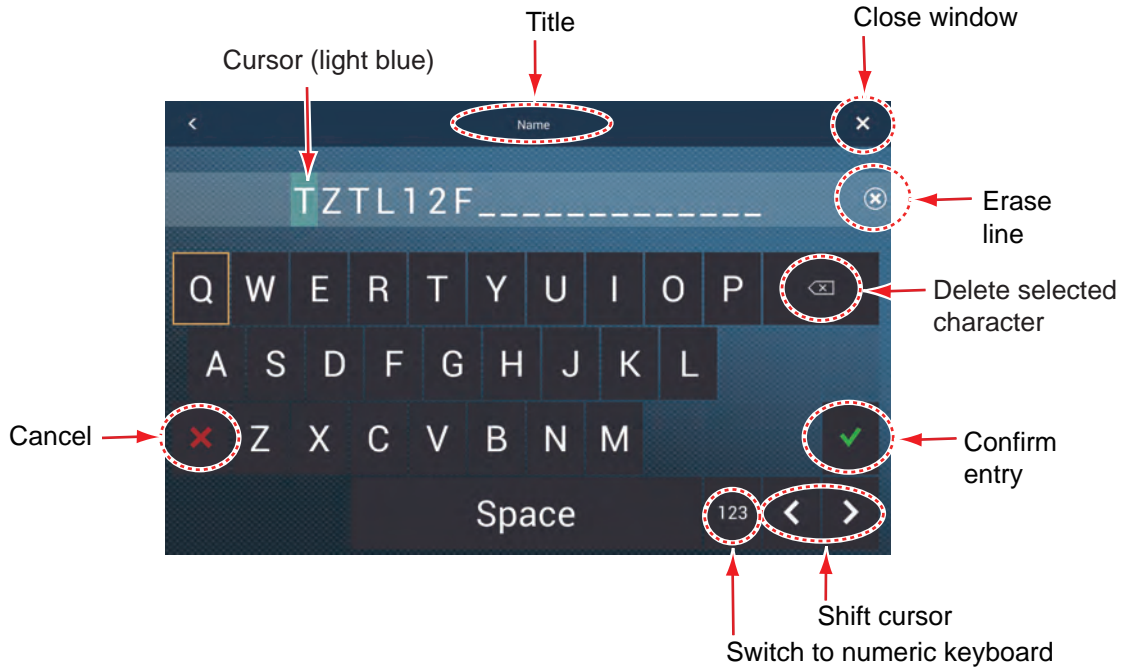 Title
Close window
Cursor (light blue)
Name
TZTL12F_____________
Erase
line
Q W E R T Y U I O P
Delete selected
character
A S D F G H J K L
Cancel
Z X C V B N M
Confirm
entry
Space 123
Shift cursor
Switch to numeric keyboard